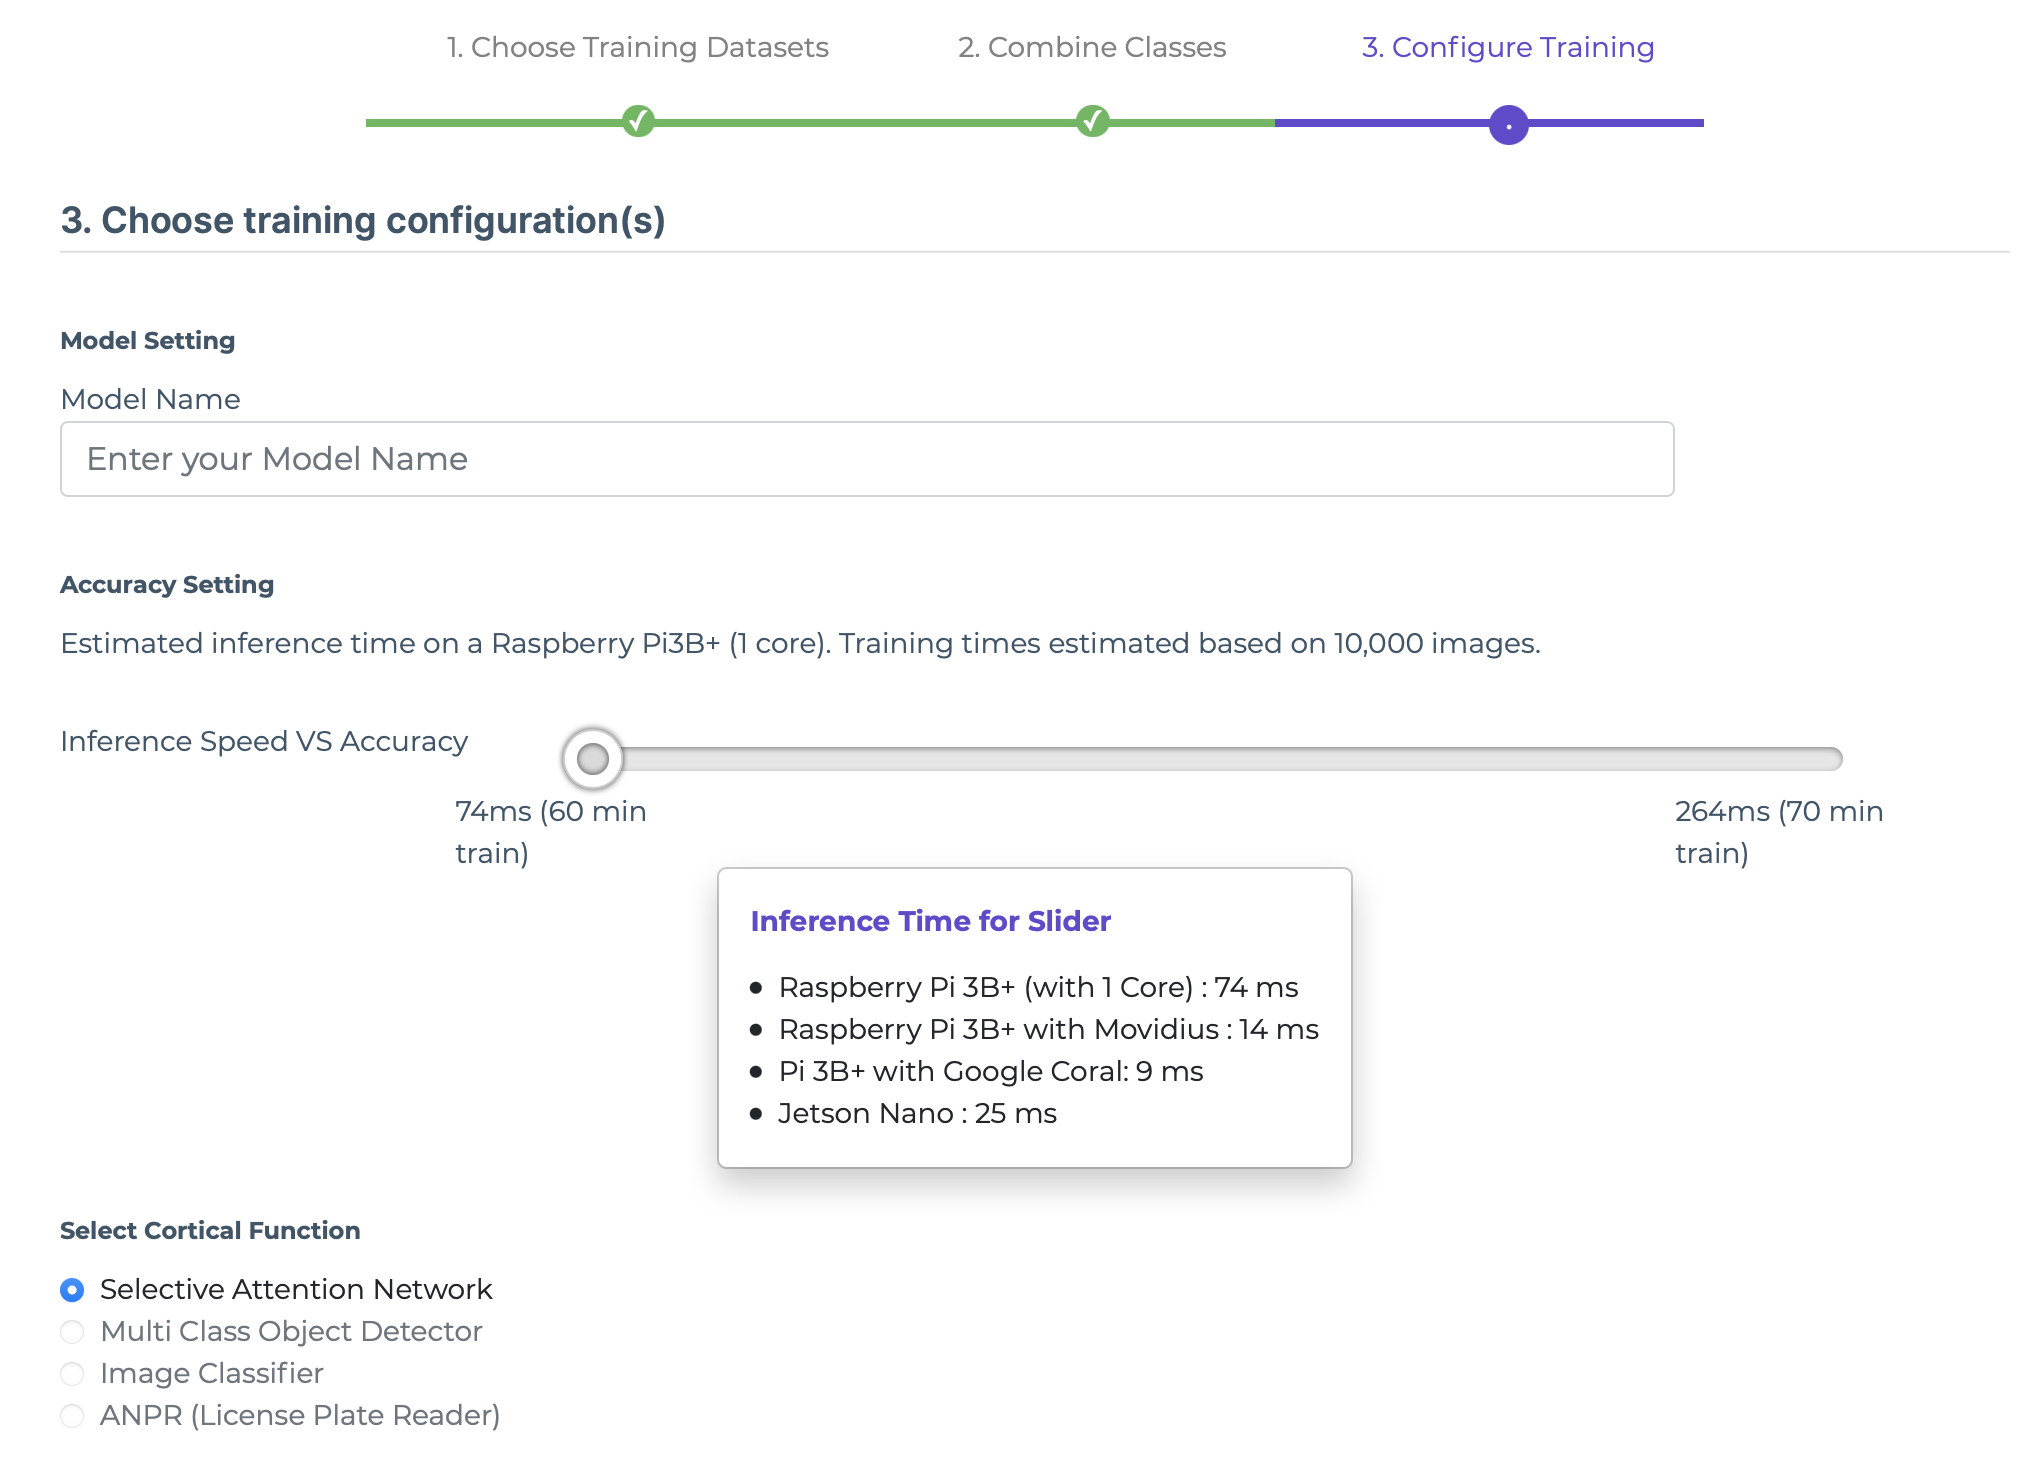 1. Choose Training Datasets
2. Combine Classes
3. Configure Training
3. Choose training configuration(s)
Model Setting
Model Name
Enter your Model Name
Accuracy Setting
Estimated inference time on a Raspberry Pi3B+ (1 core). Training times estimated based on 10,000 images.
Inference Speed VS Accuracy
74ms (60 min
train)
264ms (70 min
train)
Inference Time for Slider
Raspberry Pi 3B+ (with 1 Core) : 74 ms
Raspberry Pi 3B+ with Movidius : 14 ms
Pi 3B+ with Google Coral: 9 ms
Jetson Nano : 25 ms
Select Cortical Function
Selective Attention Network
Multi Class Object Detector
Image Classifier
ANPR (License Plate Reader)